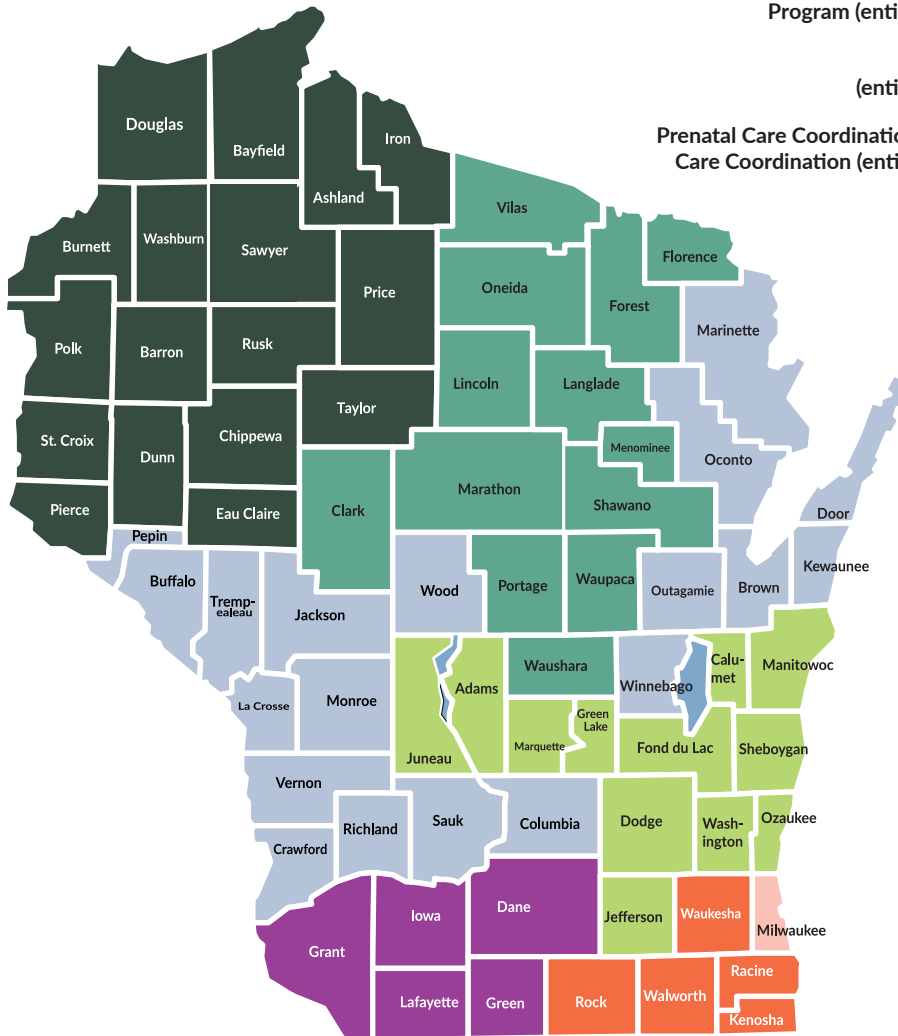 Program (enti
(enti
Prenatal Care Coordinatio
Care Coordination (enti
Douglas
Bayfield
Iron
Ashland
Vilas
Burnett
Washburn
Sawyer
Florence
Price
Oneida
Forest
Marinette
Polk
Barron
Rusk
Lincoln
Langlade
Taylor
St. Croix
Chippewa
Dunn
Menominee
Oconto
Marathon
Shawano
Pierce
Eau Claire
Clark
Door
Pepin
Buffalo
Tremp-
ealeau
Jackson
Wood
Portage
Waupaca
Outagamie
Brown
Kewaunee
La Crosse
Monroe
Juneau
Adams
Waushara
Winnebago
Calu-
met
Manitowoc
Marquette
Green
Lake
Fond du Lac
Sheboygan
Vernon
Richland
Sauk
Columbia
Dodge
Wash-
ington
Ozaukee
Crawford
Grant
Iowa
Dane
Jefferson
Waukesha
Milwaukee
Lafayette
Green
Rock
Walworth
Racine
Kenosha